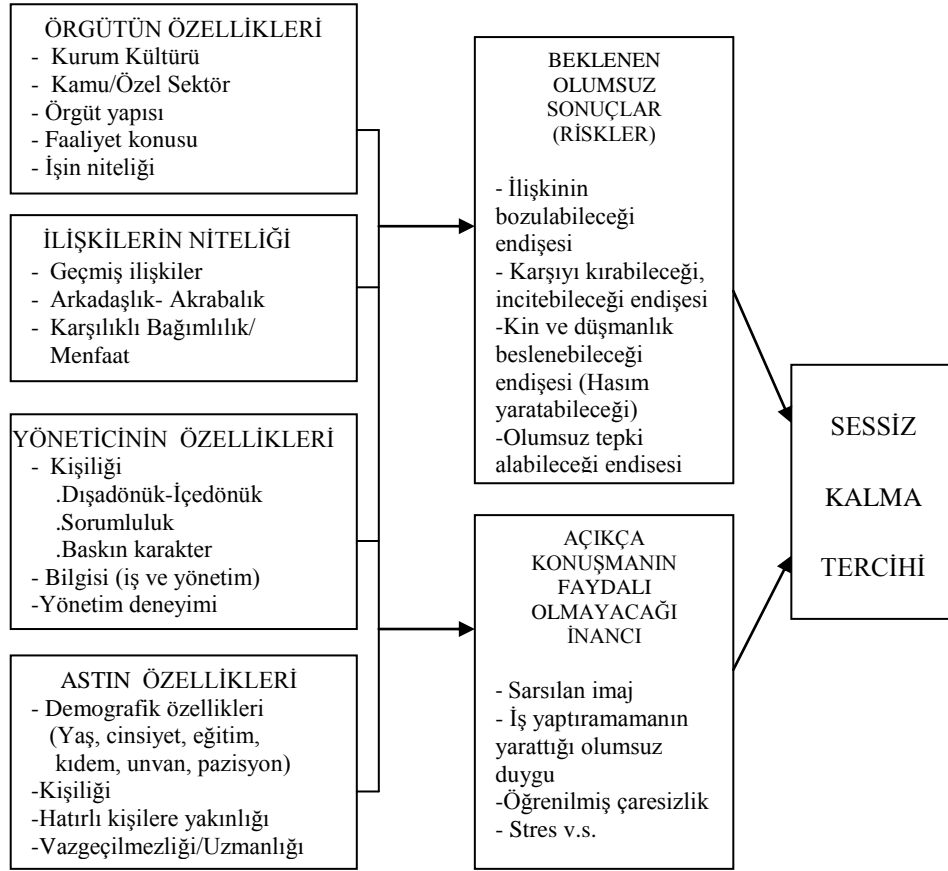 ÖRGÜTÜN ÖZELLİKLERİ
- Kurum Kültürü
- Kamu/Özel Sektör
- Örgüt yapısı
- Faaliyet konusu
- İşin niteliği
İLİŞKİLERİN NİTELİĞİ
- Geçmiş ilişkiler
- Arkadaşlık- Akrabalık
- Karşılıklı Bağımlılık/
Menfaat
YÖNETİCİNİN ÖZELLİKLERİ
- Kişiliği
.Dışadönük-İçedönük
.Sorumluluk
.Baskın karakter
- Bilgisi (iş ve yönetim)
-Yönetim deneyimi
ASTIN ÖZELLİKLERİ
- Demografik özellikleri
(Yaş, cinsiyet, eğitim,
kıdem, unvan, pazisyon)
-Kişiliği
-Hatırlı kişilere yakınlığı
-Vazgeçilmezliği/Uzmanlığı
BEKLENEN
OLUMSUZ
SONUÇLAR
(RİSKLER)
- İlişkinin
bozulabileceği
endişesi
- Karşıyı kırabileceği,
incitebileceği endişesi
-Kin ve düşmanlık
beslenebileceği
endişesi (Hasım
yaratabileceği)
-Olumsuz tepki
alabileceği endişesi
AÇIKÇA
KONUŞMANIN
FAYDALI
OLMAYACAĞI
İNANCI
- Sarsılan imaj
- İş yaptıramamanın
yarattığı olumsuz
duygu
-Öğrenilmiş çaresizlik
- Stres v.s.
SESSİZ
KALMA
TERCİHİ